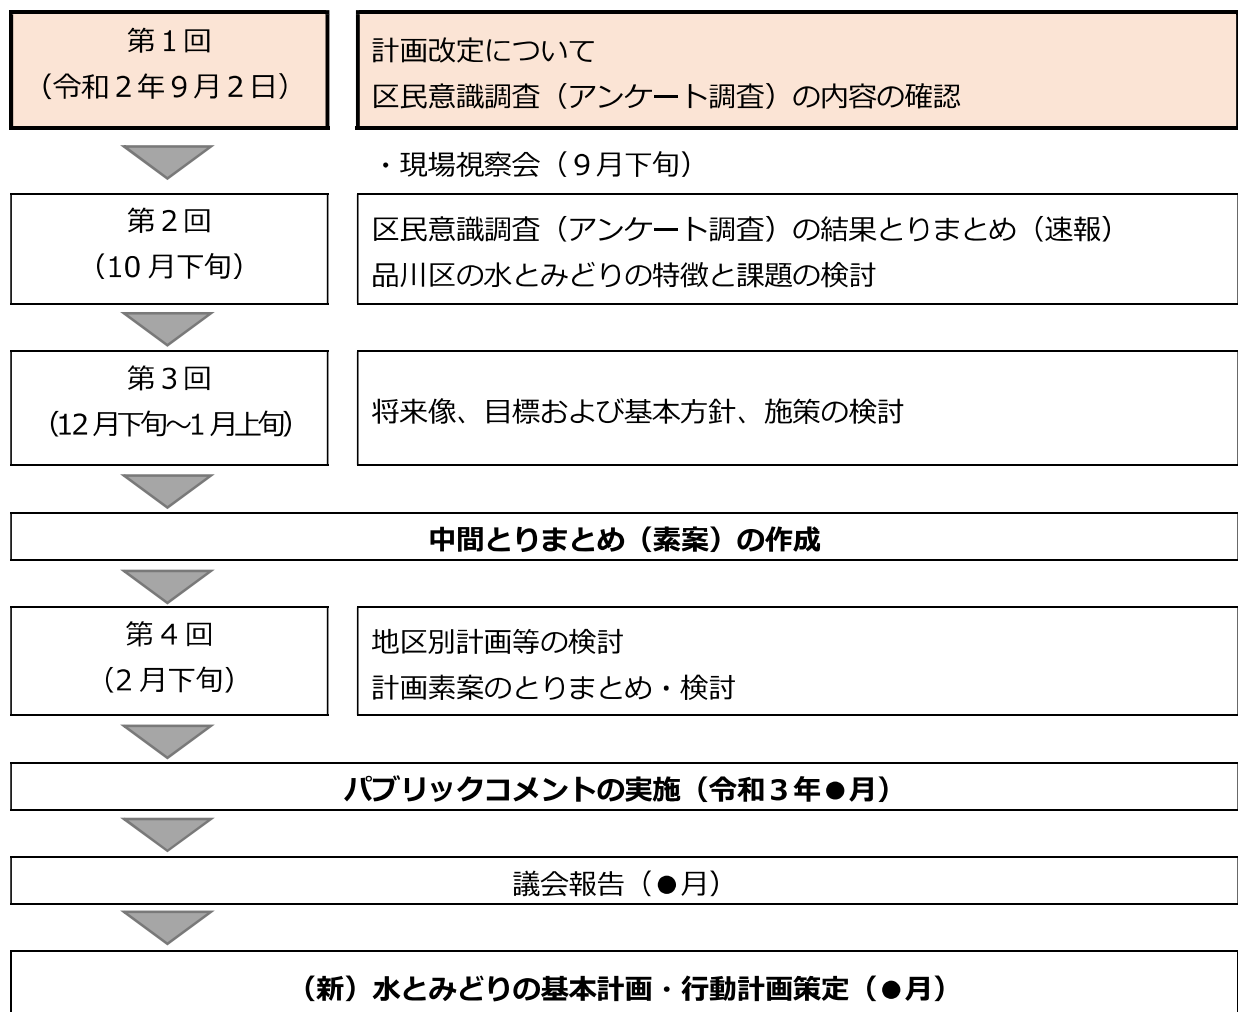 第１回
（令和２年９月２日）
計画改定について
区民意識調査（アンケート調査）の内容の確認
・現場視察会（９月下旬）
第２回
（10 月下旬）
区民意識調査（アンケート調査）の結果とりまとめ（速報）
品川区の水とみどりの特徴と課題の検討
第３回
（12 月下旬～１月上旬）
将来像、目標および基本方針、施策の検討
中間とりまとめ（素案）の作成
第４回
（２月下旬）
地区別計画等の検討
計画素案のとりまとめ・検討
パブリックコメントの実施（令和３年●月）
議会報告（●月）
（新）水とみどりの基本計画・行動計画策定（●月）